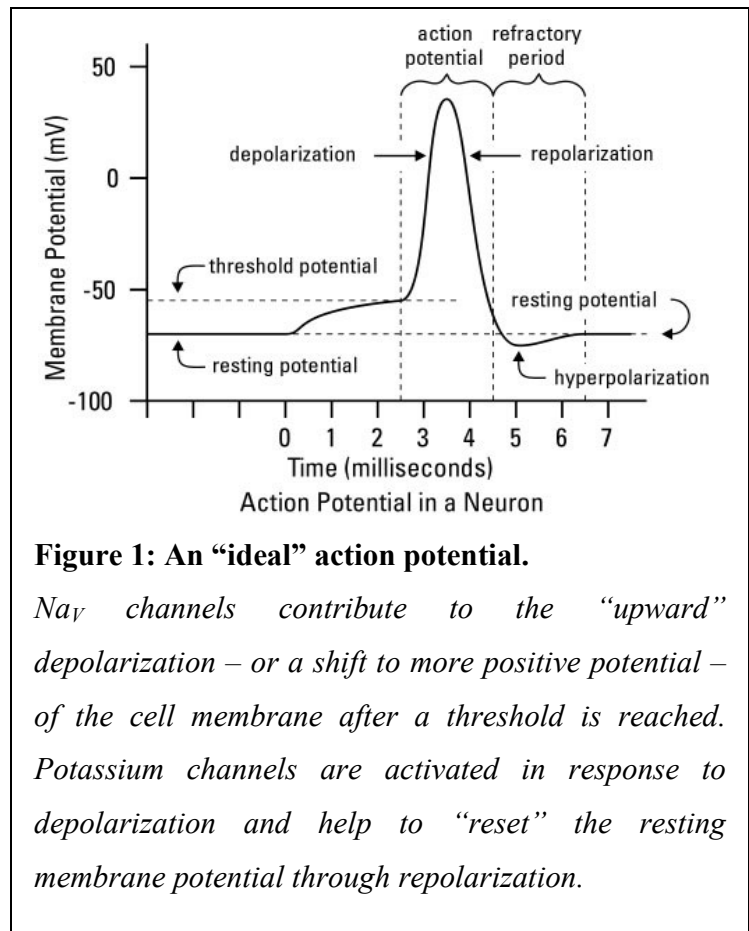 action
potential
refractory
period
50
depolarization
repolarization
0
threshold potential
-50
resting
potential
resting potential
hyperpolarization
-100
Membrane Potential (mV)
0 1 2 3 4 5 6 7
Time (milliseconds)
Action Potential in a Neuron
Figure 1: An “ideal” action potential.
NaV channels contribute to the “upward”
depolarization – or a shift to more positive potential –
of the cell membrane after a threshold is reached.
Potassium channels are activated in response to
depolarization and help to “reset” the resting
membrane potential through repolarization.